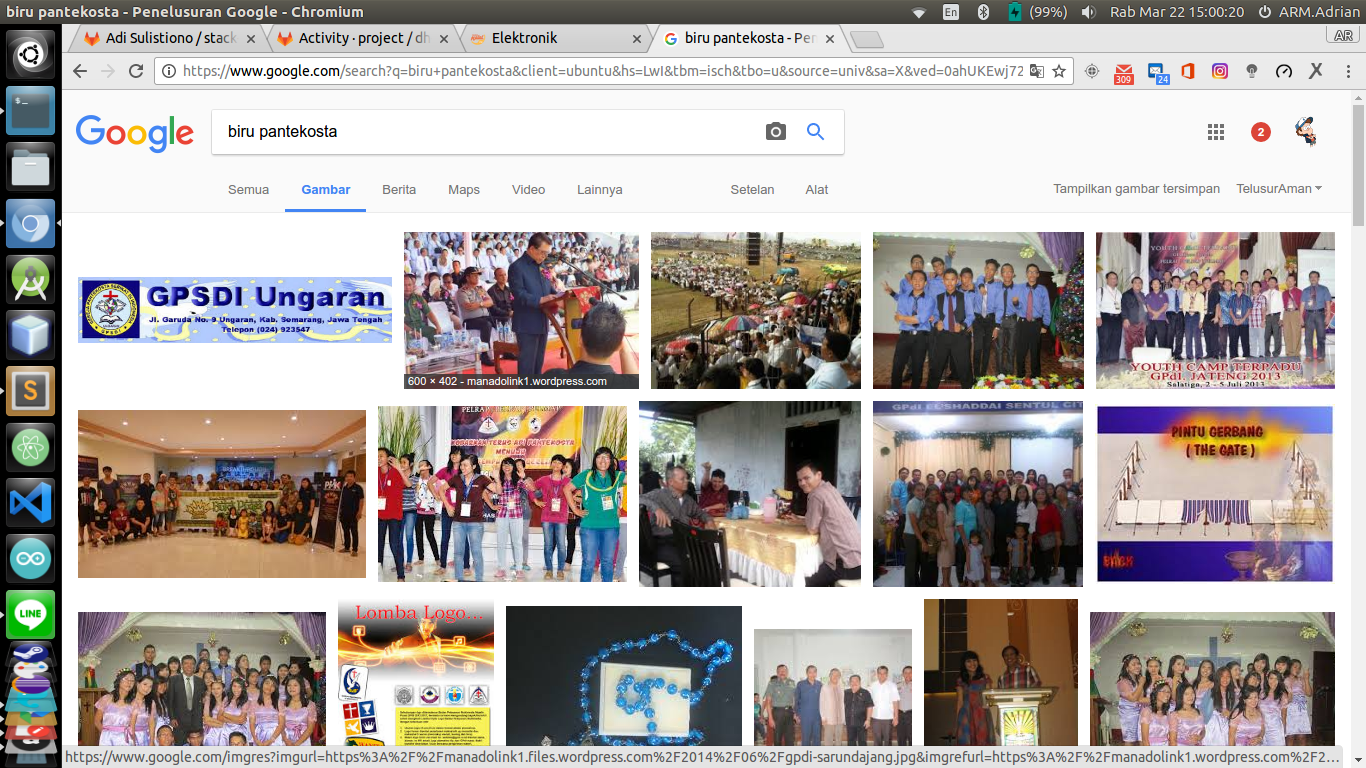 biru pantekosta - Penelusuran Google - Chromium
En
(99%)
Rab Mar 22 15:00:20
ARM.Adrian
Adi Sulistiono / stack
Activity · project / dh
Elektronik
biru pantekosta - Pe
AR
https://www.google.com/search?q=biru+pantekosta&client=ubuntu&hs=LwI&tbm=isch&tbo=u&source=univ&sa=X&ved=0ahUKEwj72
309
24
Google
biru pantekosta
2
Semua
Gambar
Berita
Maps
Video
Lainnya
Setelan
Alat
Tampilkan gambar tersimpan
TelusurAman
GPSDI Ungaran
Jl. Garuda No. 9 Ungaran, Kab. Semarang, Jawa Tengah
Telepon (024) 923547
600 × 402 - manadolink1.wordpress.com
YOUTH CAMP TERPADU
GPdI JATENG 2013
Salatiga, 2 - 5 Juli 2013
GPdI EL SHADDAI SENTUL CIT
PINTU GERBANG
( THE GATE )
Lomba Logo...
https://www.google.com/imgres?imgurl=https%3A%2F%2Fmanadolink1.files.wordpress.com%2F2014%2F06%2Fgpdi-sarundajang.jpg&imgrefurl=https%3A%2F%2Fmanadolink1.wordpress.com%2F2...